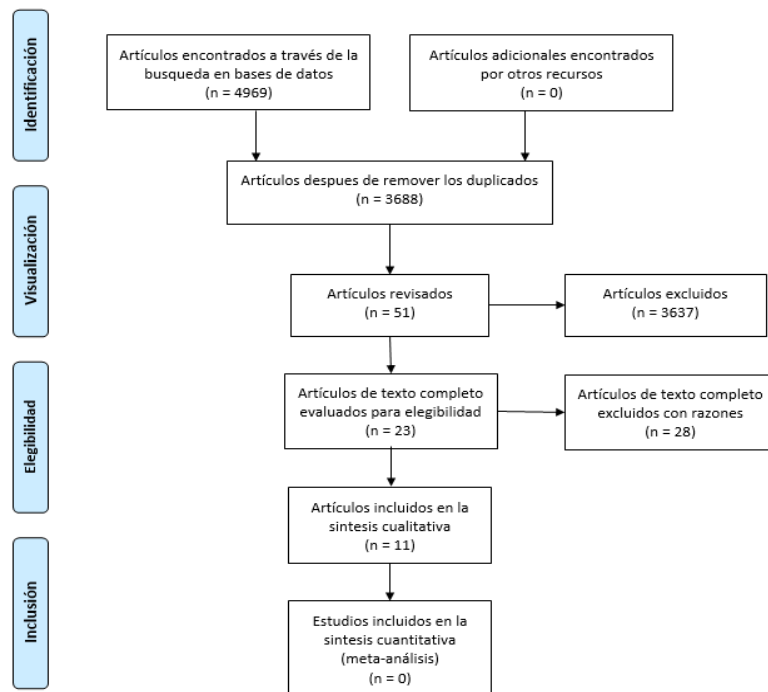 Identificación
Artículos encontrados a través de la
busqueda en bases de datos
(n = 4969)
Artículos adicionales encontrados
por otros recursos
(n = 0)
Artículos despues de remover los duplicados
(n = 3688)
Visualización
Artículos revisados
(n = 51)
Artículos excluidos
(n = 3637)
Elegibilidad
Artículos de texto completo
evaluados para elegibilidad
(n = 23)
Artículos de texto completo
excluidos con razones
(n = 28)
Artículos incluidos en la
sintesis cualitativa
(n = 11)
Inclusión
Estudios incluidos en la
sintesis cuantitativa
(meta-análisis)
(n = 0)